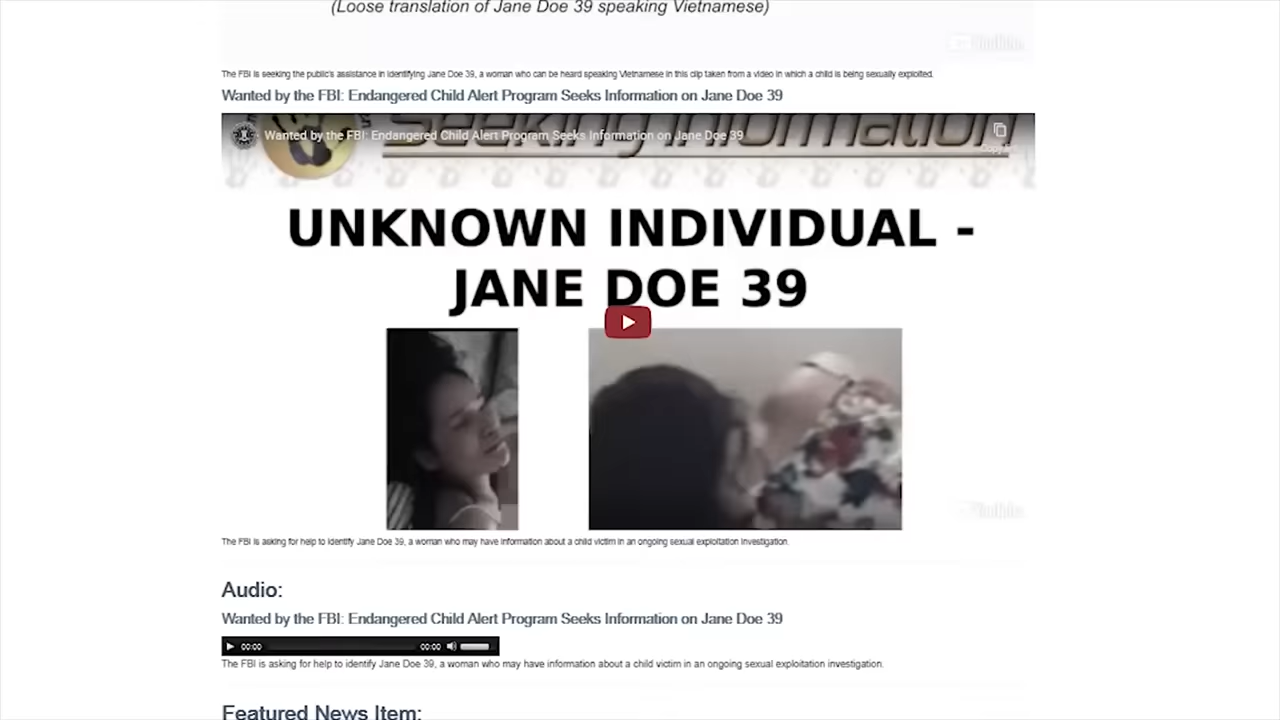 (Loose translation of Jane Doe 39 speaking Vietnamese)
The FBI is seeking the public's assistance in identifying Jane Doe 39, a woman who can be heard speaking Vietnamese in this clip taken from a video in which a child is being sexually exploited.
Wanted by the FBI: Endangered Child Alert Program Seeks Information on Jane Doe 39
Seeking Information
Wanted by the FBI: Endangered Child Alert Program Seeks Information on Jane Doe 39
UNKNOWN INDIVIDUAL -
JANE DOE 39
The FBI is asking for help to identify Jane Doe 39, a woman who may have information about a child victim in an ongoing sexual exploitation investigation.
Audio:
Wanted by the FBI: Endangered Child Alert Program Seeks Information on Jane Doe 39
00:00 00:00
The FBI is asking for help to identify Jane Doe 39, a woman who may have information about a child victim in an ongoing sexual exploitation investigation.
Featured News Item: